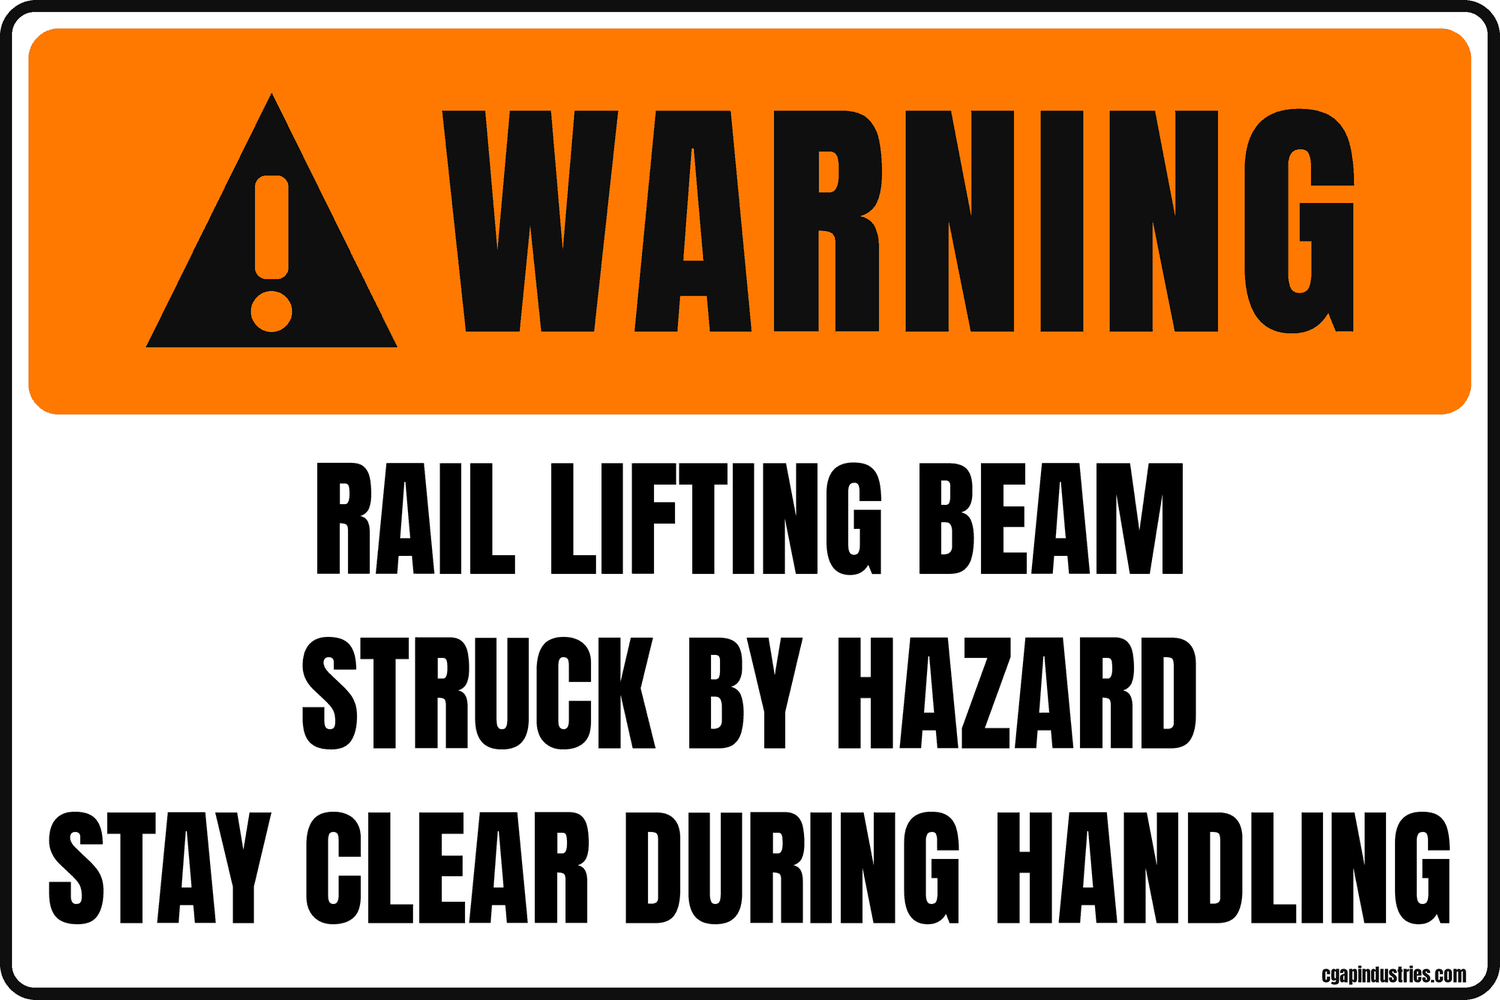 WARNING
RAIL LIFTING BEAM
STRUCK BY HAZARD
STAY CLEAR DURING HANDLING
cgapindustries.com